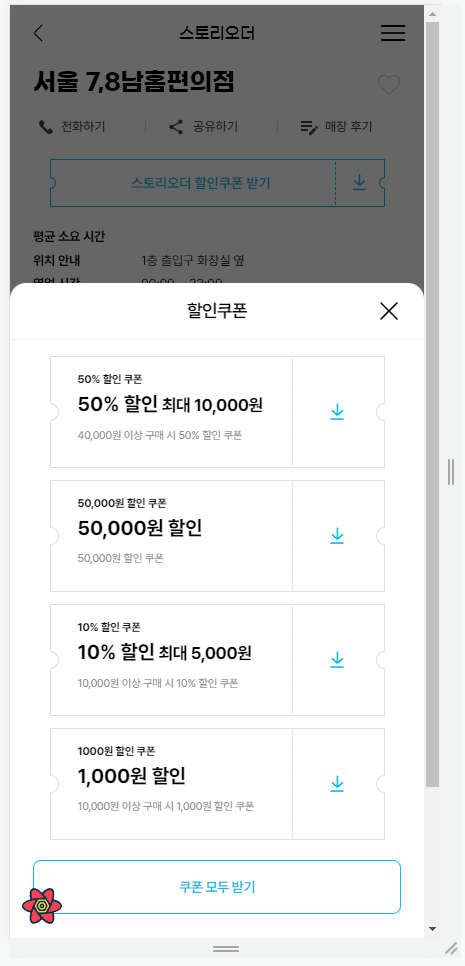 스토리오더
서울 7,8남홈편의점
전화하기 공유하기 매장 후기
스토리오더 할인쿠폰 받기
평균 소요 시간
위치 안내 1층 출입구 화장실 옆
영업 시간 00:00 ~ 23:00
할인쿠폰
50% 할인 쿠폰
50% 할인 최대 10,000원
40,000원 이상 구매 시 50% 할인 쿠폰
50,000원 할인 쿠폰
50,000원 할인
50,000원 할인 쿠폰
10% 할인 쿠폰
10% 할인 최대 5,000원
10,000원 이상 구매 시 10% 할인 쿠폰
1000원 할인 쿠폰
1,000원 할인
10,000원 이상 구매 시 1,000원 할인 쿠폰
쿠폰 모두 받기